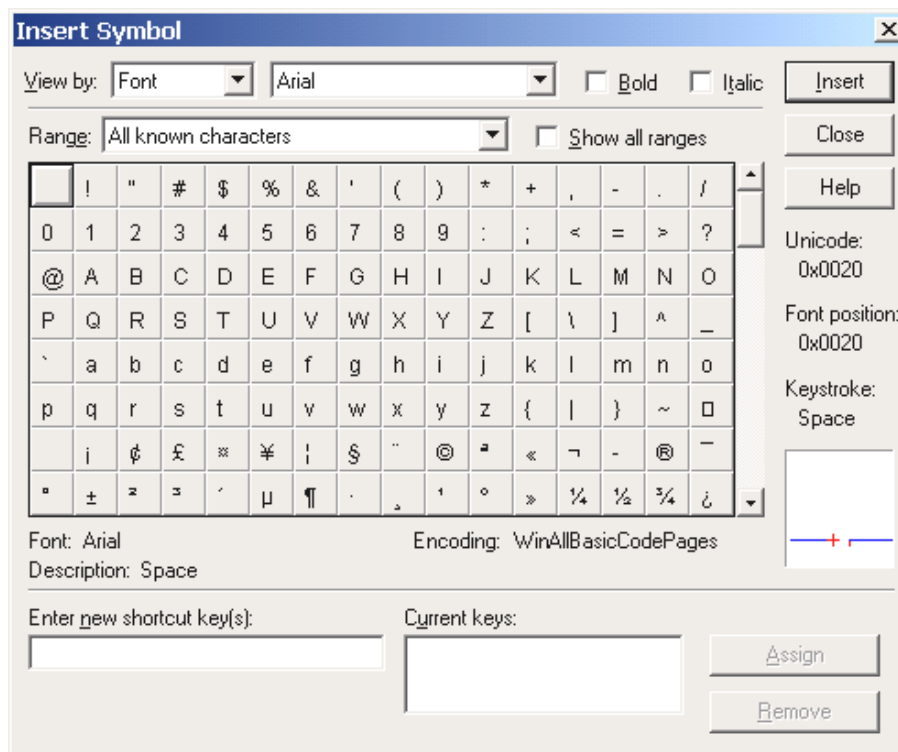 Insert Symbol
View by: Font Arial Bold Italic Insert
Range: All known characters Show all ranges Close
Help
! " # $ % & ' ( ) * + , - . /
0 1 2 3 4 5 6 7 8 9 : ; < = > ?
@ A B C D E F G H I J K L M N O
P Q R S T U V W X Y Z [ \ ] ^ _
` a b c d e f g h i j k l m n o
p q r s t u v w x y z { | } ~ □
¡ ¢ £ ¤ ¥ ¦ § ¨ © ª « ¬ - ® ¯
° ± ² ³ ´ µ ¶ · ¸ ¹ º » ¼ ½ ¾ ¿
Unicode:
0x0020
Font position:
0x0020
Keystroke:
Space
Font: Arial Encoding: WinAllBasicCodePages
Description: Space
Enter new shortcut key(s): Current keys:
Assign
Remove